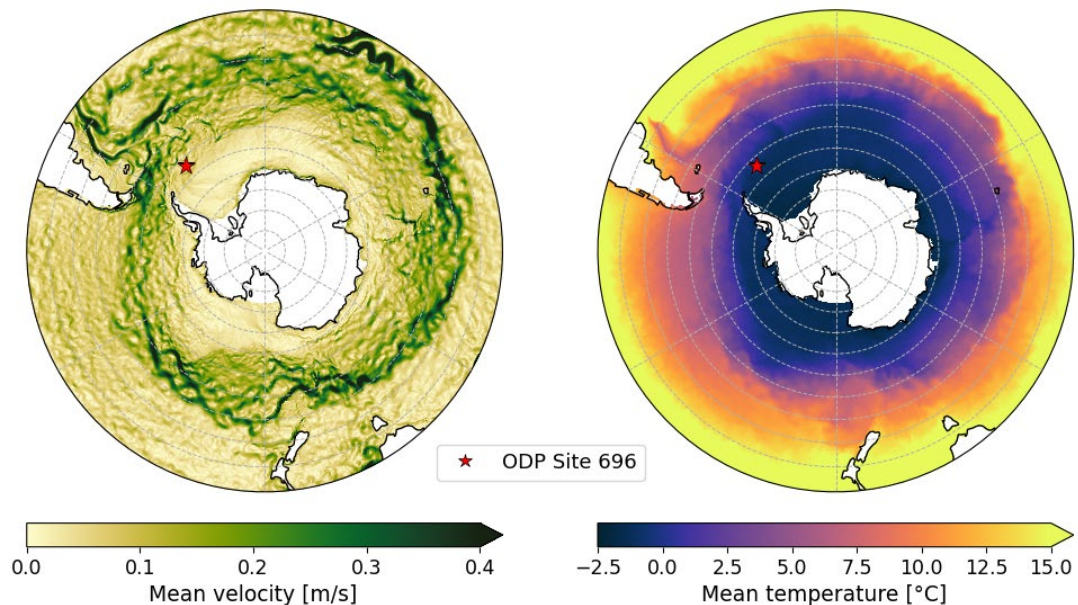 ODP Site 696
0.0 0.1 0.2 0.3 0.4
Mean velocity [m/s]
−2.5 0.0 2.5 5.0 7.5 10.0 12.5 15.0
Mean temperature [°C]